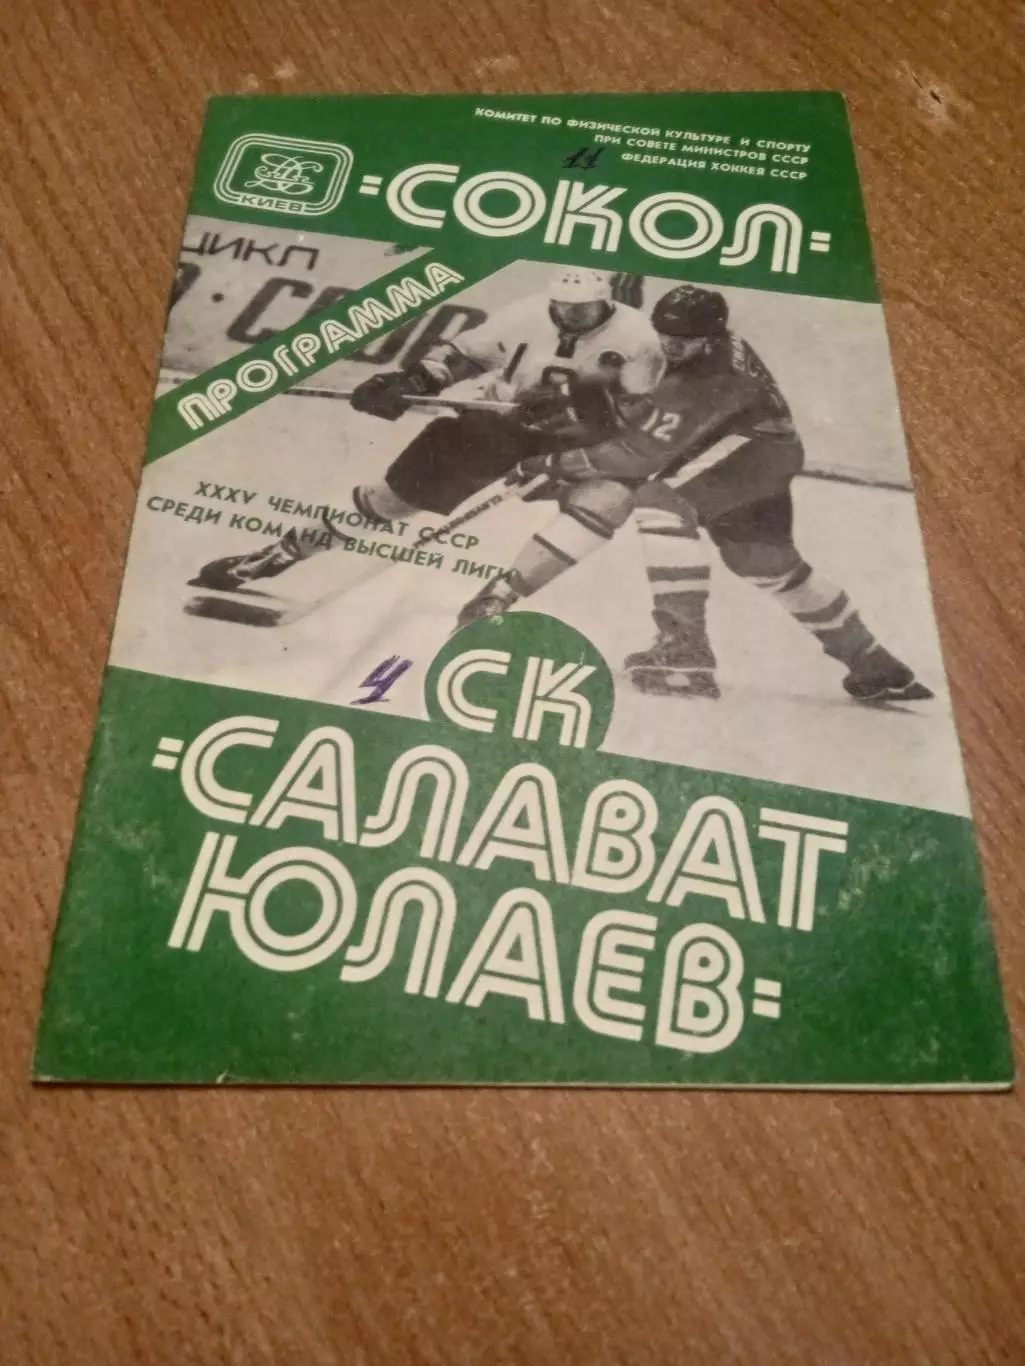 КОМИТЕТ ПО ФИЗИЧЕСКОЙ КУЛЬТУРЕ И СПОРТУ
ПРИ СОВЕТЕ МИНИСТРОВ СССР
ФЕДЕРАЦИЯ ХОККЕЯ СССР
11
КИЕВ
СОКОЛ
ЦИКЛ
ПРОГРАММА
12
XXXV ЧЕМПИОНАТ СССР
СРЕДИ КОМАНД ВЫСШЕЙ ЛИГИ
4
СК
САЛАВАТ
ЮЛАЕВ